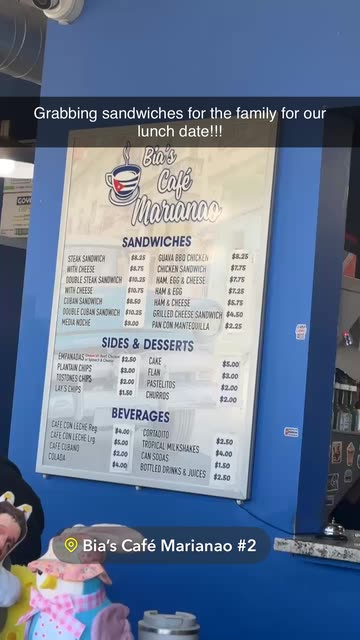 Grabbing sandwiches for the family for our
lunch date!!!
Bia's
Café
Marianao
SANDWICHES
STEAK SANDWICH $8.25
WITH CHEESE $8.75
DOUBLE STEAK SANDWICH $10.25
WITH CHEESE $10.75
CUBAN SANDWICH $8.50
DOUBLE CUBAN SANDWICH $10.25
MEDIA NOCHE $9.00
GUAVA BBQ CHICKEN $8.25
CHICKEN SANDWICH $7.75
HAM, EGG & CHEESE $7.75
HAM & EGG $7.25
HAM & CHEESE $5.75
GRILLED CHEESE SANDWICH $4.50
PAN CON MANTEQUILLA $2.25
SIDES & DESSERTS
EMPANADAS $2.50
PLANTAIN CHIPS $3.00
TOSTONES CHIPS $2.00
LAY'S CHIPS $1.50
CAKE $5.00
FLAN $3.00
PASTELITOS $2.00
CHURROS $2.00
BEVERAGES
CAFE CON LECHE Reg. $4.00
CAFE CON LECHE Lrg. $5.00
CAFE CUBANO $2.00
COLADA $4.00
CORTADITO $2.50
TROPICAL MILKSHAKES $4.00
CAN SODAS $1.50
BOTTLED DRINKS & JUICES $2.50
Bia's Café Marianao #2